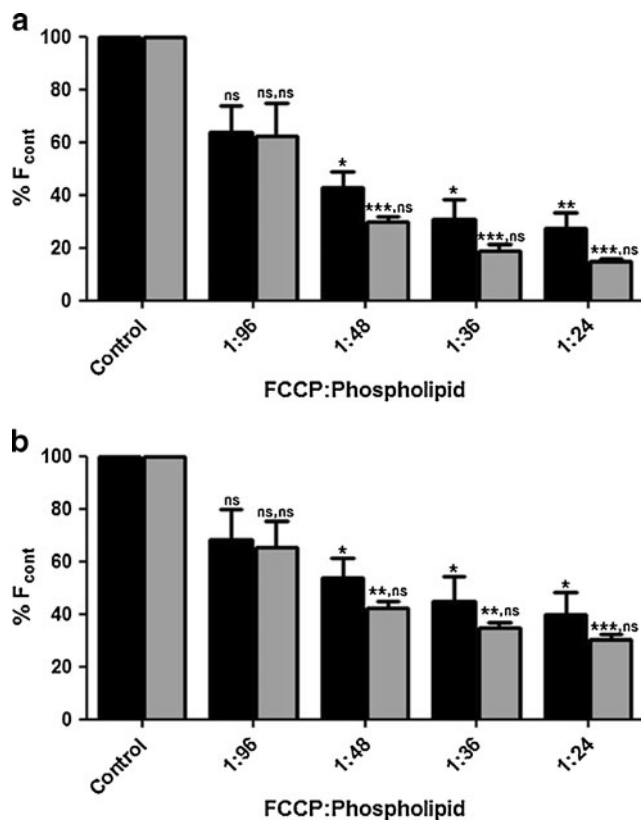 a
100
80
60
40
20
0
% Fcont
ns
ns,ns
*
***,ns
*
***,ns
**
***,ns
Control
1:96
1:48
1:36
1:24
FCCP:Phospholipid
b
100
80
60
40
20
0
% Fcont
ns
ns,ns
*
**,ns
*
**,ns
*
***,ns
Control
1:96
1:48
1:36
1:24
FCCP:Phospholipid